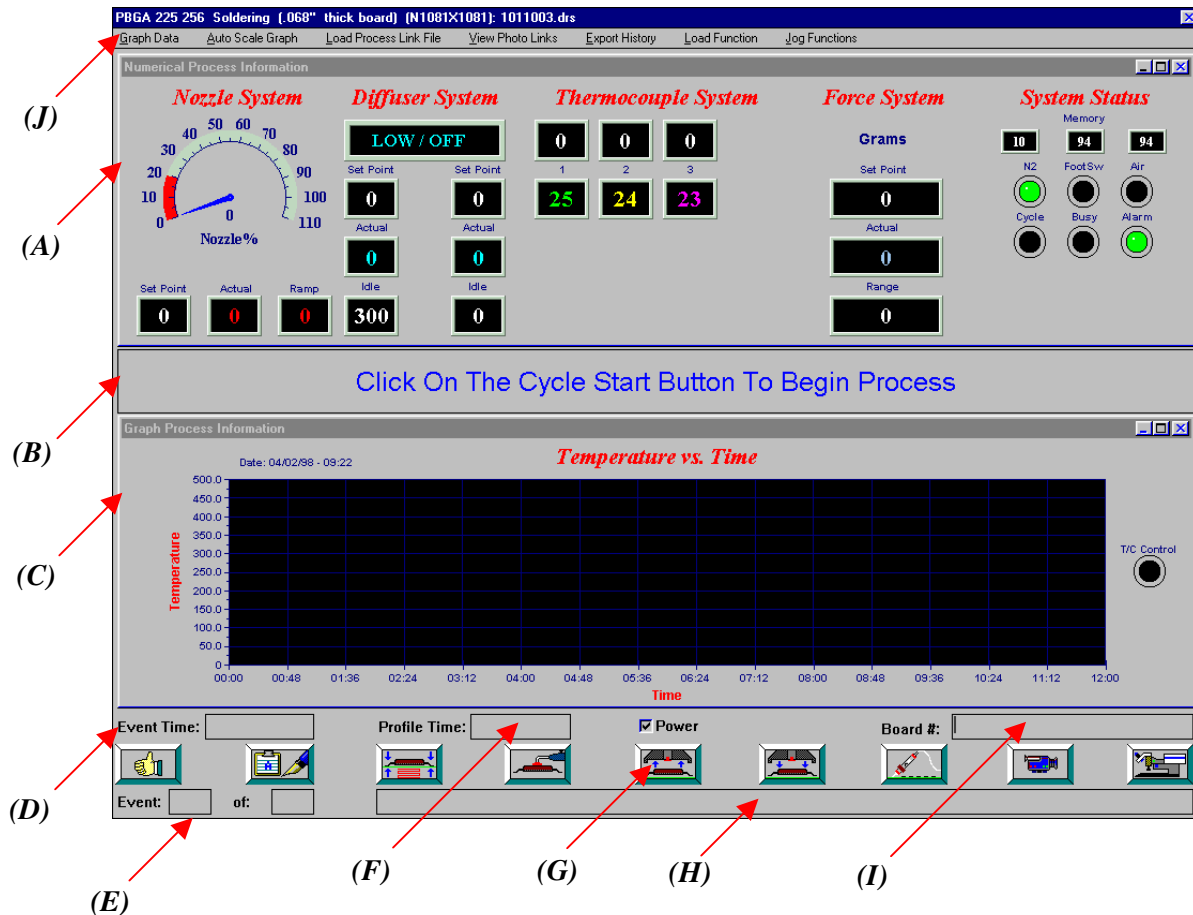 PBGA 225 256 Soldering (.068" thick board) (N1081X1081): 1011003.drs
Graph Data Auto Scale Graph Load Process Link File View Photo Links Export History Load Function Jog Functions
(J)
Numerical Process Information
Nozzle System Diffuser System Thermocouple System Force System System Status
(A)
0 10 20 30 40 50 60 70 80 90 100 110
0
Nozzle%
Set Point Actual Ramp
0 0 0
LOW / OFF
Set Point Set Point
0 0
Actual Actual
0 0
Idle Idle
300 0
0 0 0
1 2 3
25 24 23
Grams
Set Point
0
Actual
0
Range
0
Memory
10 94 94
N2 FootSw Air
Cycle Busy Alarm
(B)
Click On The Cycle Start Button To Begin Process
(C)
Graph Process Information
Date: 04/02/98 - 09:22
Temperature vs. Time
500.0
450.0
400.0
350.0
300.0
250.0
200.0
150.0
100.0
50.0
0
Temperature
00:00 00:48 01:36 02:24 03:12 04:00 04:48 05:36 06:24 07:12 08:00 08:48 09:36 10:24 11:12 12:00
Time
T/C Control
(D)
Event Time: Profile Time: Power Board #:
A
Event: of:
(E)
(F)
(G)
(H)
(I)